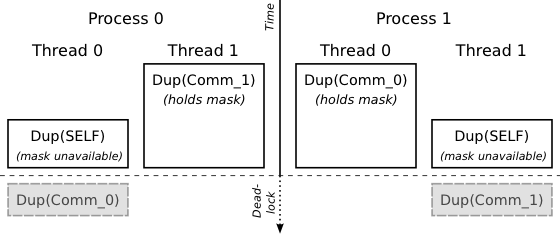 Process 0
Time
Process 1
Thread 0
Thread 1
Thread 0
Thread 1
Dup(Comm_1)
(holds mask)
Dup(Comm_0)
(holds mask)
Dup(SELF)
(mask unavailable)
Dup(SELF)
(mask unavailable)
Dup(Comm_0)
Dead-
lock
Dup(Comm_1)